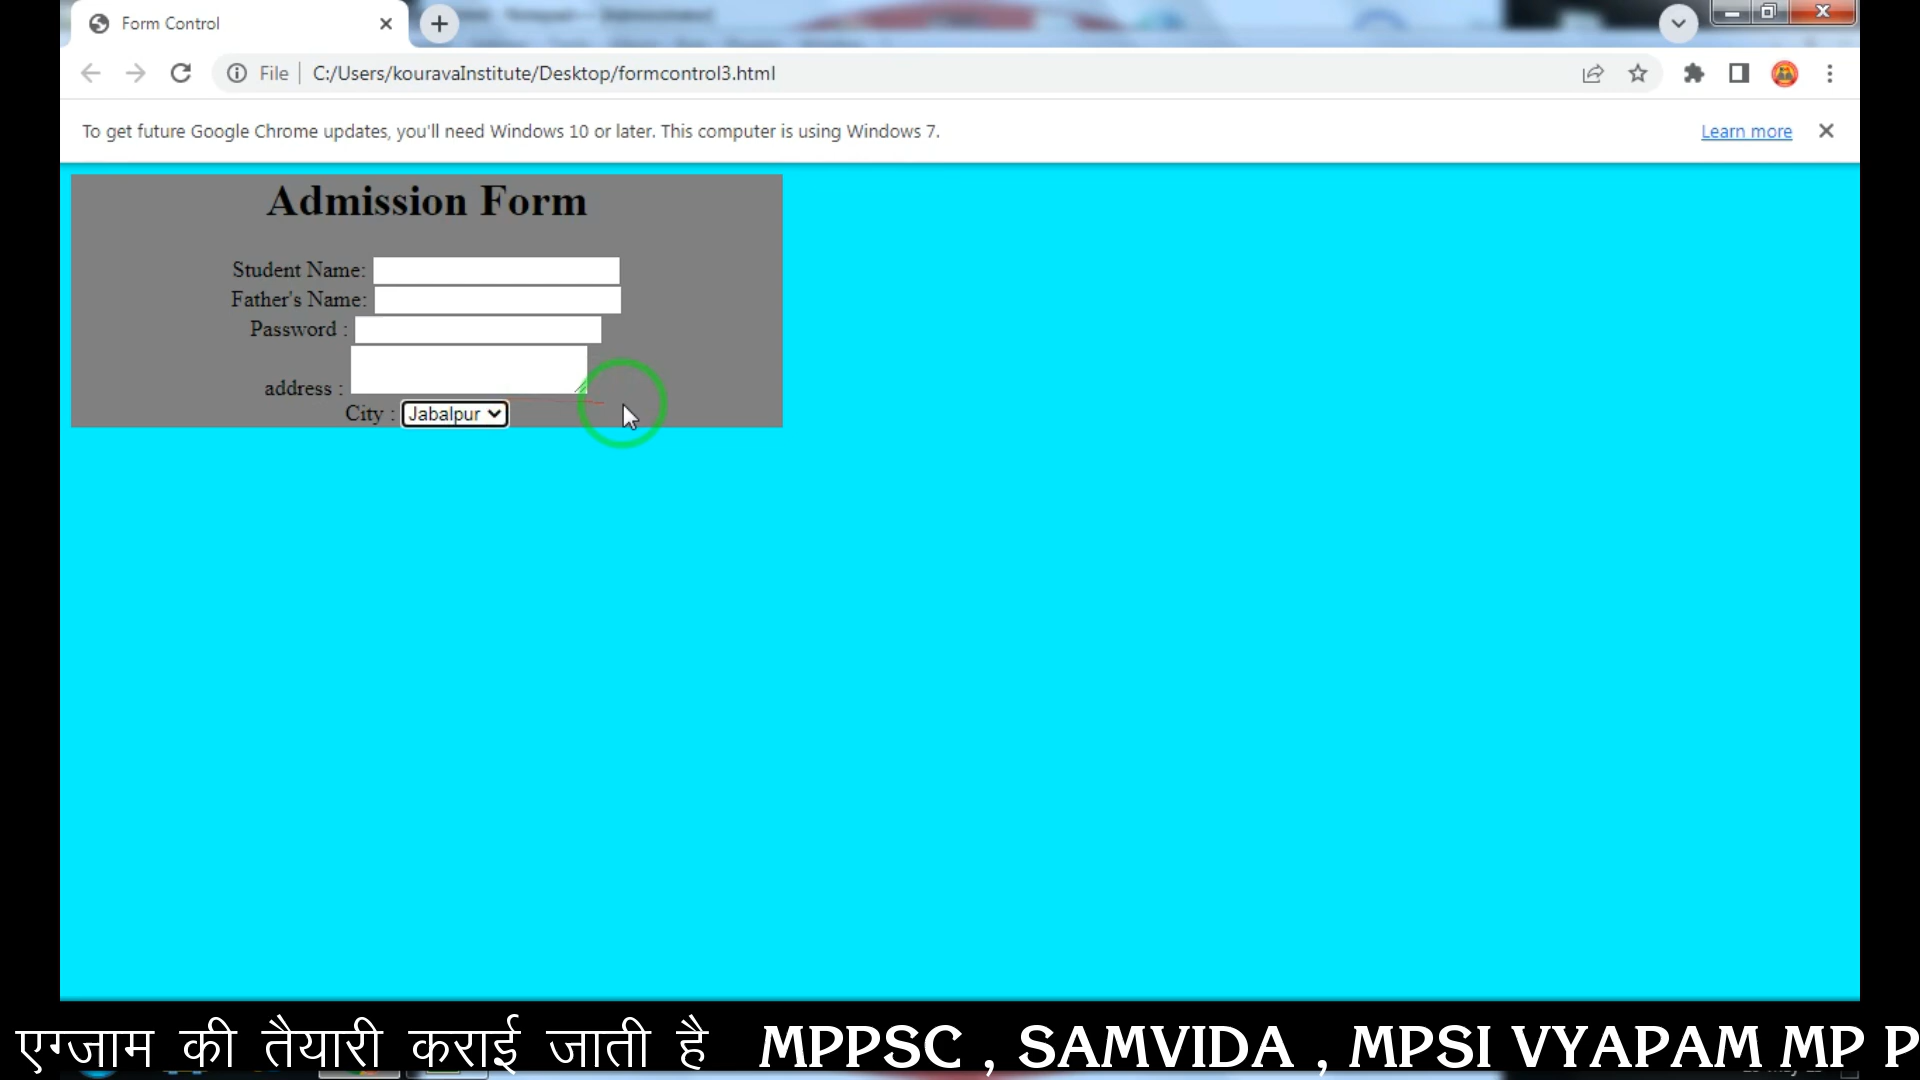 Form Control
File
C:/Users/kouravaInstitute/Desktop/formcontrol3.html
To get future Google Chrome updates, you'll need Windows 10 or later. This computer is using Windows 7.
Learn more
Admission Form
Student Name:
Father's Name:
Password :
address :
City : Jabalpur
एग्जाम की तैयारी कराई जाती है MPPSC , SAMVIDA , MPSI VYAPAM MP P